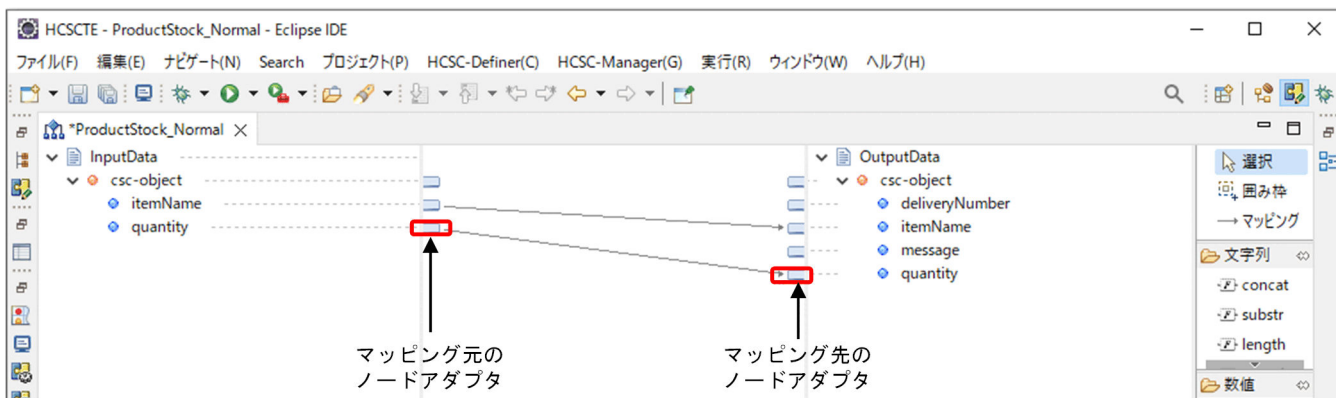 HCSCTE - ProductStock_Normal - Eclipse IDE
ファイル(F) 編集(E) ナビゲート(N) Search プロジェクト(P) HCSC-Definer(C) HCSC-Manager(G) 実行(R) ウィンドウ(W) ヘルプ(H)
*ProductStock_Normal
InputData
csc-object
itemName
quantity
OutputData
csc-object
deliveryNumber
itemName
message
quantity
選択
囲み枠
マッピング
文字列
concat
substr
length
数値
マッピング元の
ノードアダプタ
マッピング先の
ノードアダプタ